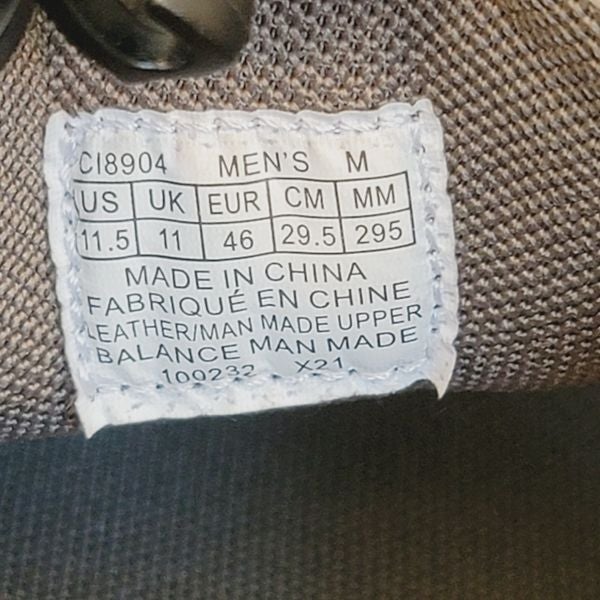 CI8904 MEN'S M
US UK EUR CM MM
11.5 11 46 29.5 295
MADE IN CHINA
FABRIQUÉ EN CHINE
LEATHER/MAN MADE UPPER
BALANCE MAN MADE
100232 X21